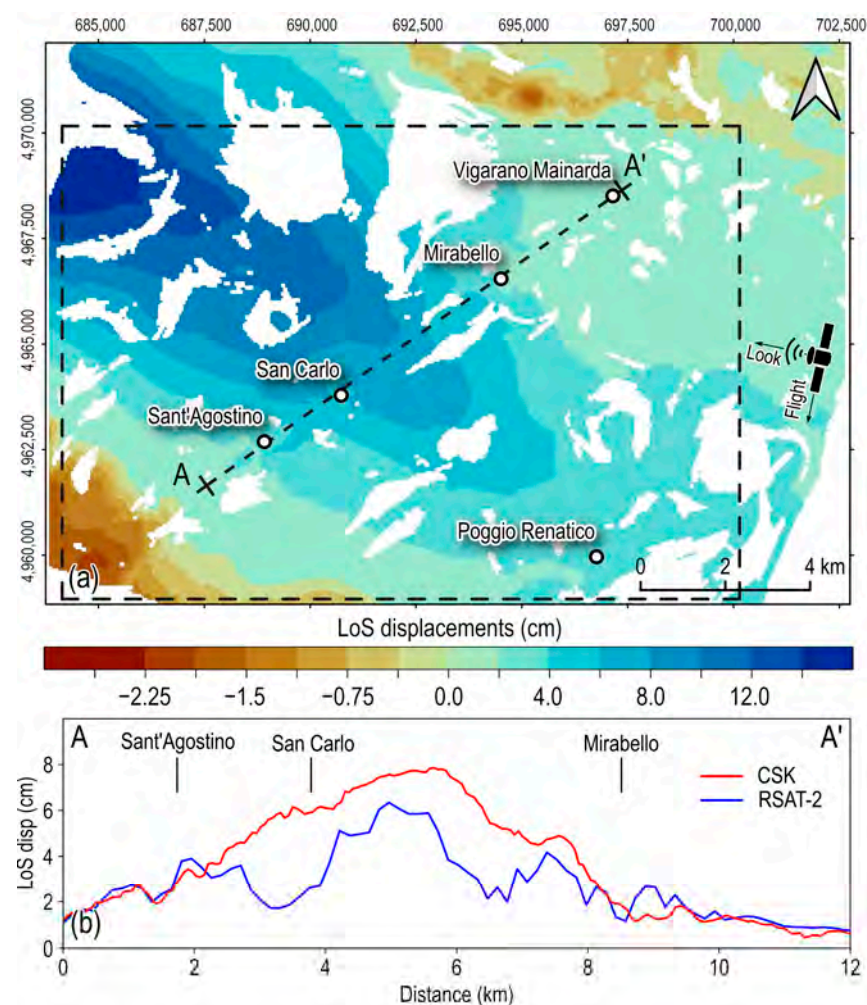 685,000 687,500 690,000 692,500 695,000 697,500 700,000 702,500
4,970,000
4,967,500
4,965,000
4,962,500
4,960,000
Vigarano Mainarda
A'
Mirabello
Look
Flight
San Carlo
Sant'Agostino
A
Poggio Renatico
(a)
0 2 4 km
LoS displacements (cm)
−2.25 −1.5 −0.75 0.0 4.0 8.0 12.0
A Sant'Agostino San Carlo Mirabello A'
CSK
RSAT-2
LoS disp (cm)
8
6
4
2
0
(b)
0 2 4 6 8 10 12
Distance (km)